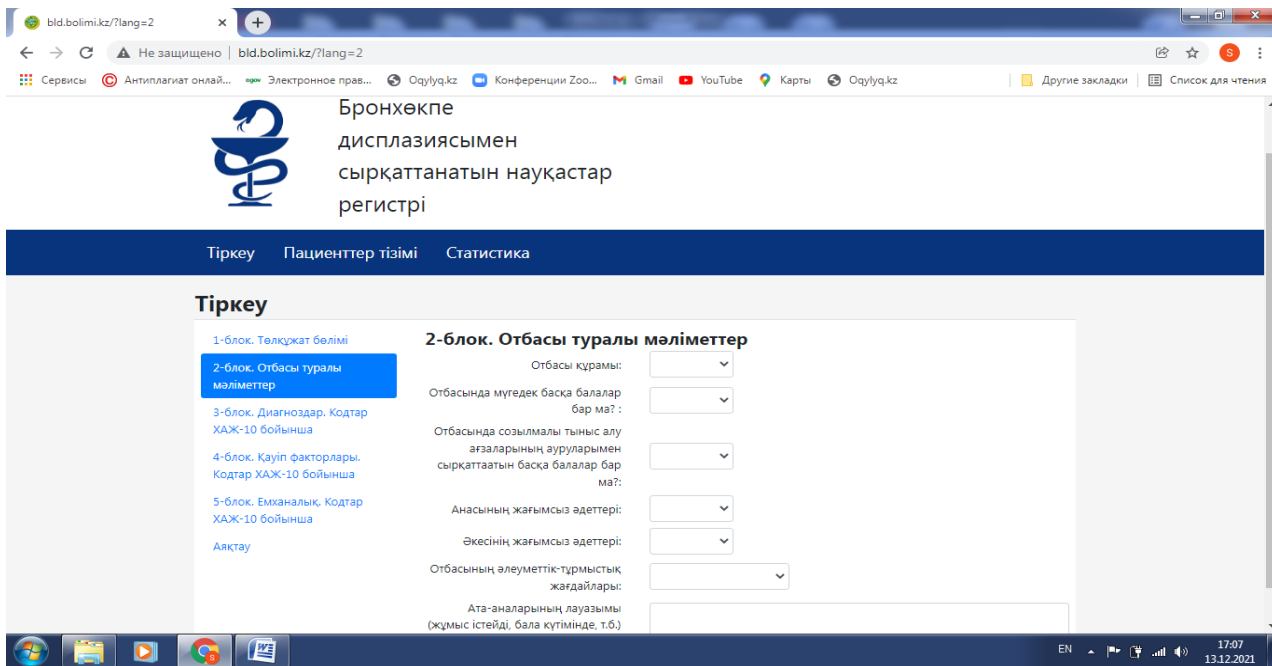 bld.bolimi.kz/?lang=2
Не защищено | bld.bolimi.kz/?lang=2
S
Сервисы
Антиплагиат онлай...
Электронное прав...
Oqylyq.kz
Конференции Zoo...
Gmail
YouTube
Карты
Oqylyq.kz
Другие закладки
Список для чтения
Бронхөкпе
дисплазиясымен
сырқаттанатын науқастар
регистрі
Тіркеу
Пациенттер тізімі
Статистика
Тіркеу
1-блок. Төлқұжат бөлімі
2-блок. Отбасы туралы
мәліметтер
3-блок. Диагноздар. Кодтар
ХАЖ-10 бойынша
4-блок. Қауіп факторлары.
Кодтар ХАЖ-10 бойынша
5-блок. Емханалық. Кодтар
ХАЖ-10 бойынша
Аяқтау
2-блок. Отбасы туралы мәліметтер
Отбасы құрамы:
Отбасында мүгедек басқа балалар
бар ма? :
Отбасында созылмалы тыныс алу
ағзаларының ауруларымен
сырқаттаатын басқа балалар бар
ма?:
Анасының жағымсыз әдеттері:
Әкесінің жағымсыз әдеттері:
Отбасының әлеуметтік-тұрмыстық
жағдайлары:
Ата-аналарының лауазымы
(жұмыс істейді, бала күтімінде, т.б.)
EN
17:07
13.12.2021